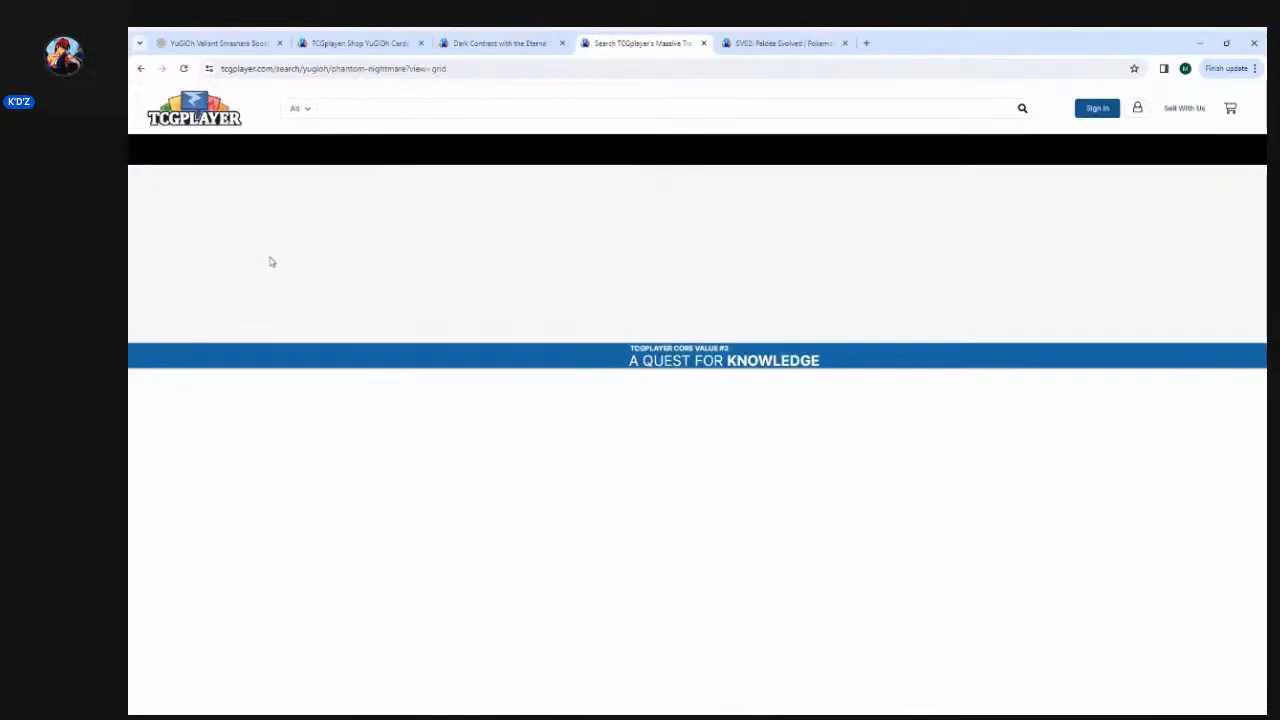 K'D'Z
YuGiOh Valiant Smashers Boos
TCGplayer: Shop YuGiOh Cards
Dark Contract with the Eternal
Search TCGplayer's Massive Tra
SV02: Paldea Evolved | Pokemo
tcgplayer.com/search/yugioh/phantom-nightmare?view=grid
Finish update
TCGPLAYER
All
Sign In
Sell With Us
TCGPLAYER CORE VALUE #2
A QUEST FOR KNOWLEDGE